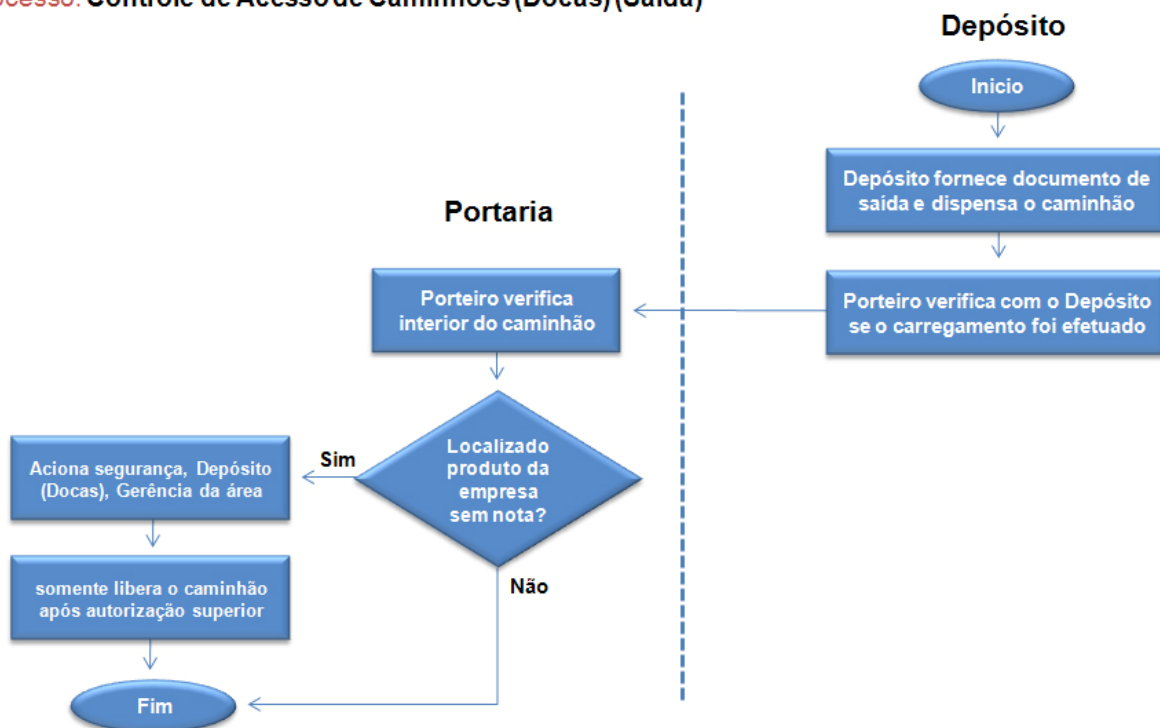 ocesso: Controle de Acesso de Caminhões (Docas) (Saída)
Depósito
Inicio
Depósito fornece documento de
saída e dispensa o caminhão
Portaria
Porteiro verifica
interior do caminhão
Porteiro verifica com o Depósito
se o carregamento foi efetuado
Localizado
produto da
empresa
sem nota?
Sim
Aciona segurança, Depósito
(Docas), Gerência da área
Não
somente libera o caminhão
após autorização superior
Fim